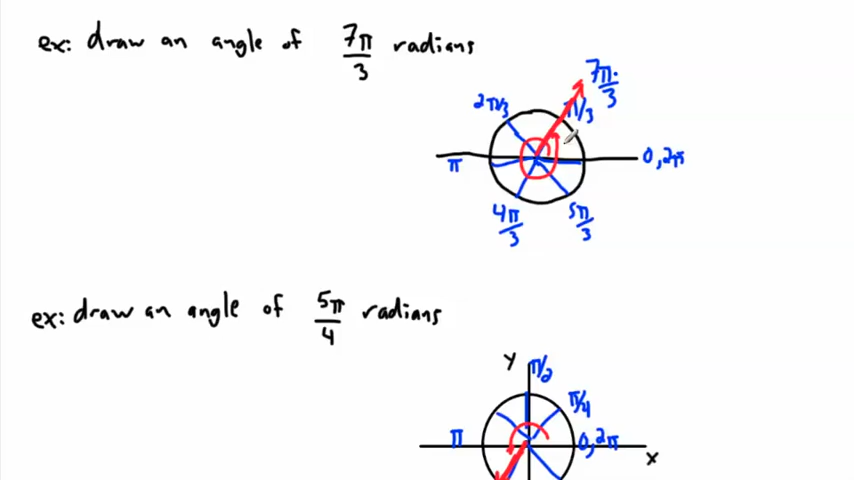 ex: draw an angle of 7π/3 radians
7π/3
2π/3
π/3
π
0, 2π
4π/3
5π/3
ex: draw an angle of 5π/4 radians
y
π/2
π/4
π
0, 2π
x